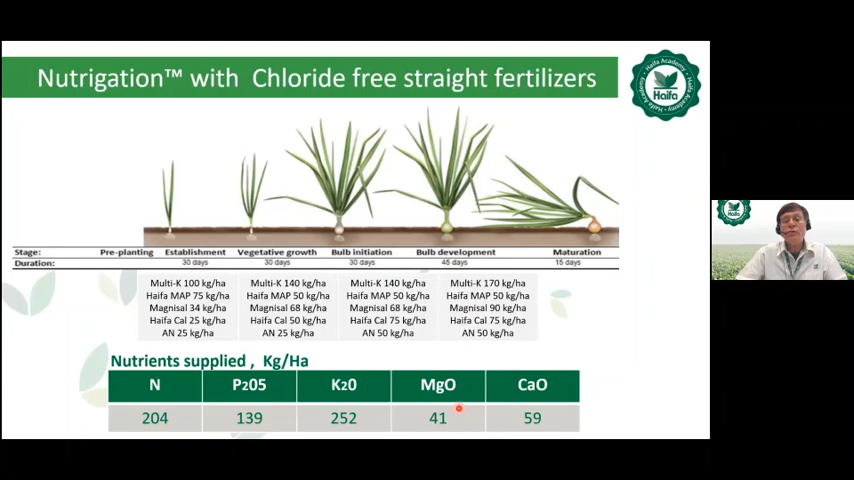 Nutrigation™ with Chloride free straight fertilizers
Haifa Academy
Haifa
Stage: Pre-planting Establishment Vegetative growth Bulb initiation Bulb development Maturation
Duration: 30 days 30 days 30 days 45 days 15 days
Multi-K 100 kg/ha Multi-K 140 kg/ha Multi-K 140 kg/ha Multi-K 170 kg/ha
Haifa MAP 75 kg/ha Haifa MAP 50 kg/ha Haifa MAP 50 kg/ha Haifa MAP 50 kg/ha
Magnisal 34 kg/ha Magnisal 68 kg/ha Magnisal 68 kg/ha Magnisal 90 kg/ha
Haifa Cal 25 kg/ha Haifa Cal 50 kg/ha Haifa Cal 75 kg/ha Haifa Cal 75 kg/ha
AN 25 kg/ha AN 25 kg/ha AN 50 kg/ha AN 50 kg/ha
Nutrients supplied , Kg/Ha
N P205 K20 MgO CaO
204 139 252 41 59